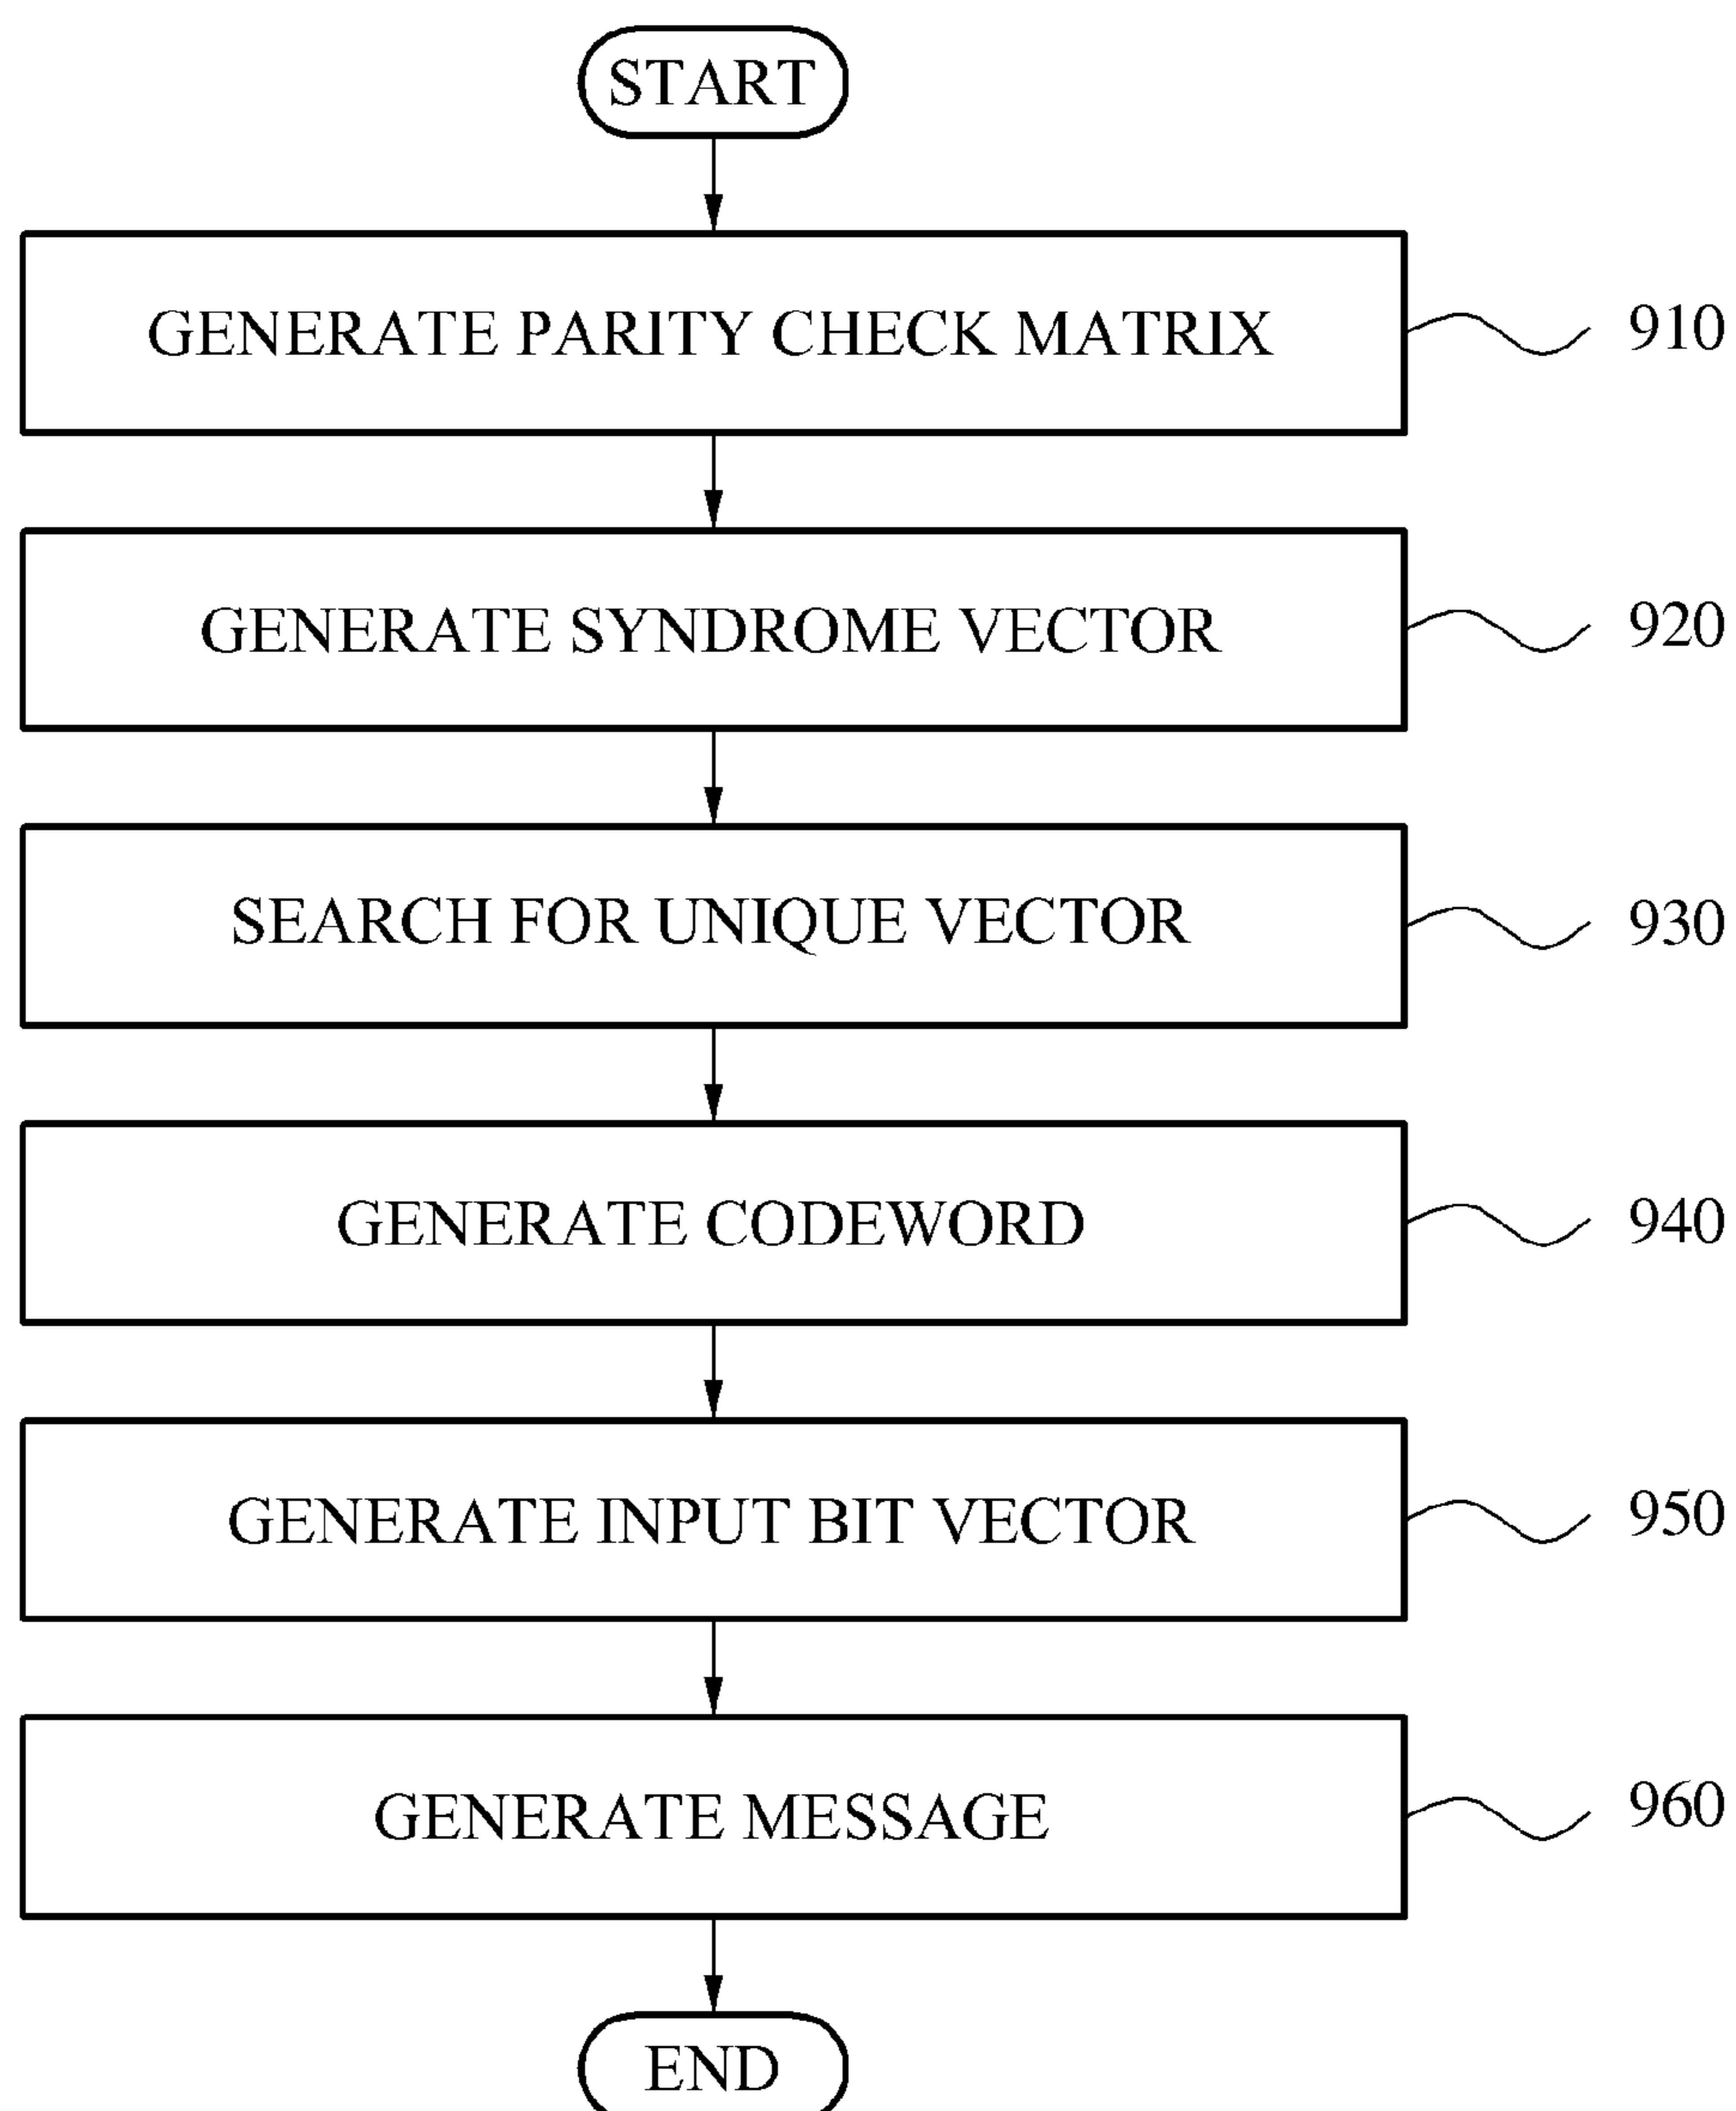 START
GENERATE PARITY CHECK MATRIX 910
GENERATE SYNDROME VECTOR 920
SEARCH FOR UNIQUE VECTOR 930
GENERATE CODEWORD 940
GENERATE INPUT BIT VECTOR 950
GENERATE MESSAGE 960
END